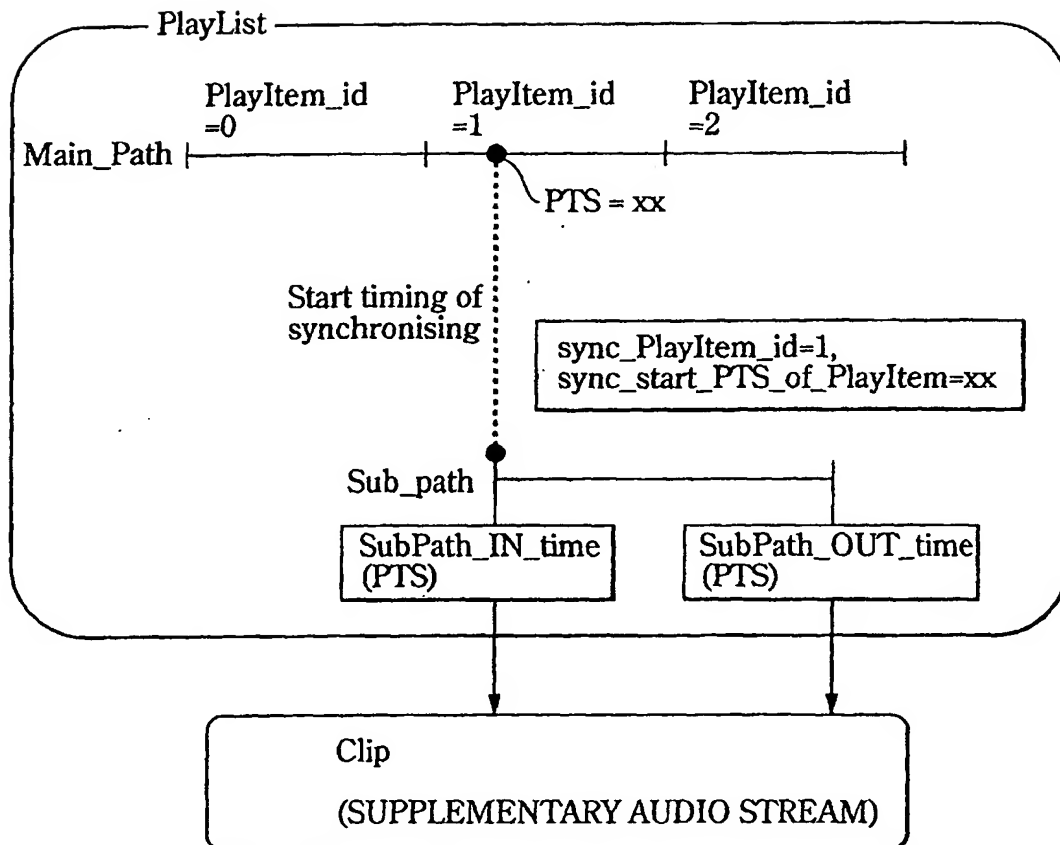 PlayList
PlayItem_id
=0
PlayItem_id
=1
PlayItem_id
=2
Main_Path
PTS = xx
Start timing of
synchronising
sync_PlayItem_id=1,
sync_start_PTS_of_PlayItem=xx
Sub_path
SubPath_IN_time
(PTS)
SubPath_OUT_time
(PTS)
Clip
(SUPPLEMENTARY AUDIO STREAM)